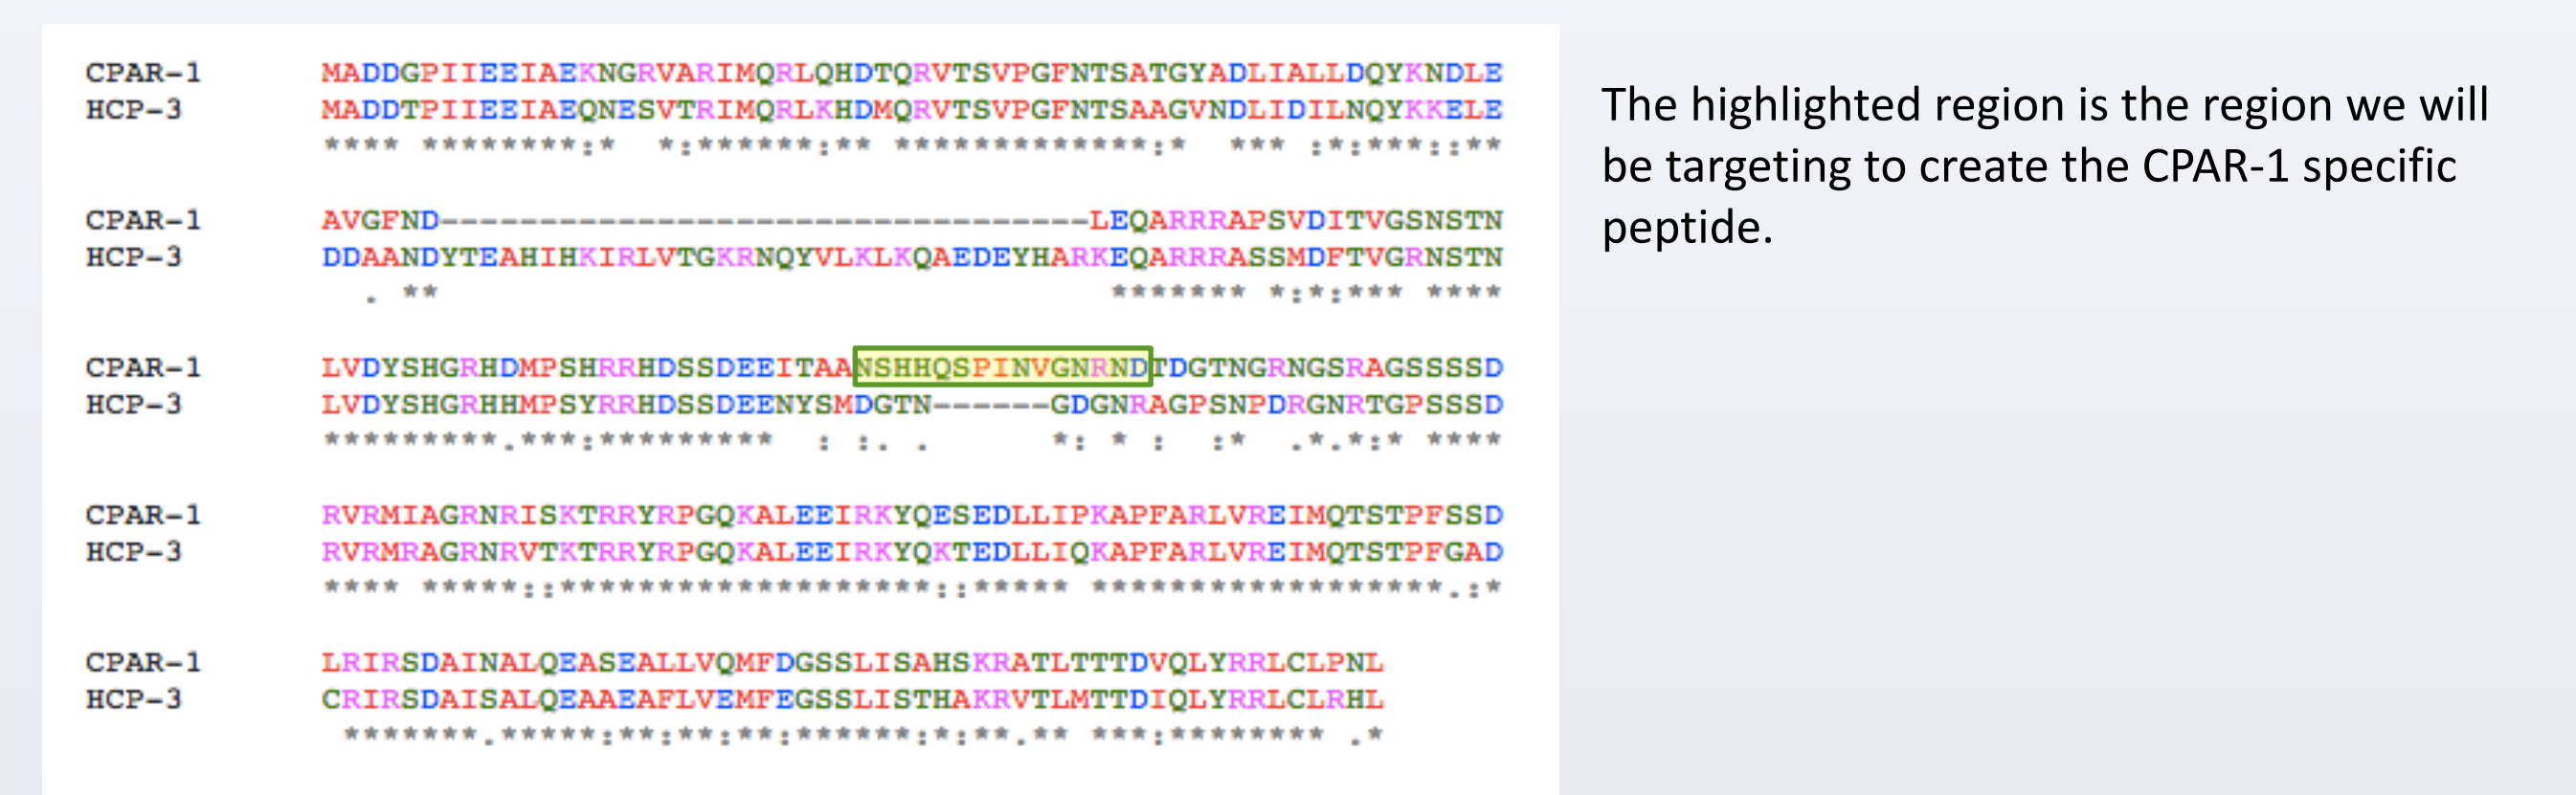 CPAR-1 MADDGPIIEEIAEKNGRVARIMQRLQHDTQRVTSVPGFNTSATGYADLIALLDQYKNDLE
HCP-3 MADDTPIIEEIAEQNESVTRIMQRLKHDMQRVTSVPGFNTSAAGVNDLIDILNQYKKELE
**** ********:*  *:******:** *************:*  *** :*:***::**
CPAR-1 AVGFND---------------------------------LEQARRRAPSVDITVGSNSTN
HCP-3 DDAANDYTEAHIHKIRLVTGKRNQYVLKLKQAEDEYHARKEQARRRASSMDFTVGRNSTN
. **                                  ******* *:*:*** ****
CPAR-1 LVDYSHGRHDMPSHRRHDSSDEEITAANSHHQSPINVGNRNDTDGTNGRNGSRAGSSSSD
HCP-3 LVDYSHGRHHMPSYRRHDSSDEENYSMDGTN------GDGNRAGPSNPDRGNRTGPSSSD
*********.***:*********  : :. .      *: * :  :*  .*.*:* ****
CPAR-1 RVRMIAGRNRISKTRRYRPGQKALEEIRKYQESEDLLIPKAPFARLVREIMQTSTPFSSD
HCP-3 RVRMRAGRNRVTKTRRYRPGQKALEEIRKYQKTEDLLIQKAPFARLVREIMQTSTPFGAD
**** *****::*******************::***** ******************.:*
CPAR-1 LRIRSDAINALQEASEALLVQMFDGSSLISAHSKRATLTTTDVQLYRRLCLPNL
HCP-3 CRIRSDAISALQEAAEAFLVEMFEGSSLISTHAKRVTLMTTDIQLYRRLCLRHL
*******.*****:**:**:**:******:*:**.** ***:******** .*
The highlighted region is the region we will
be targeting to create the CPAR-1 specific
peptide.